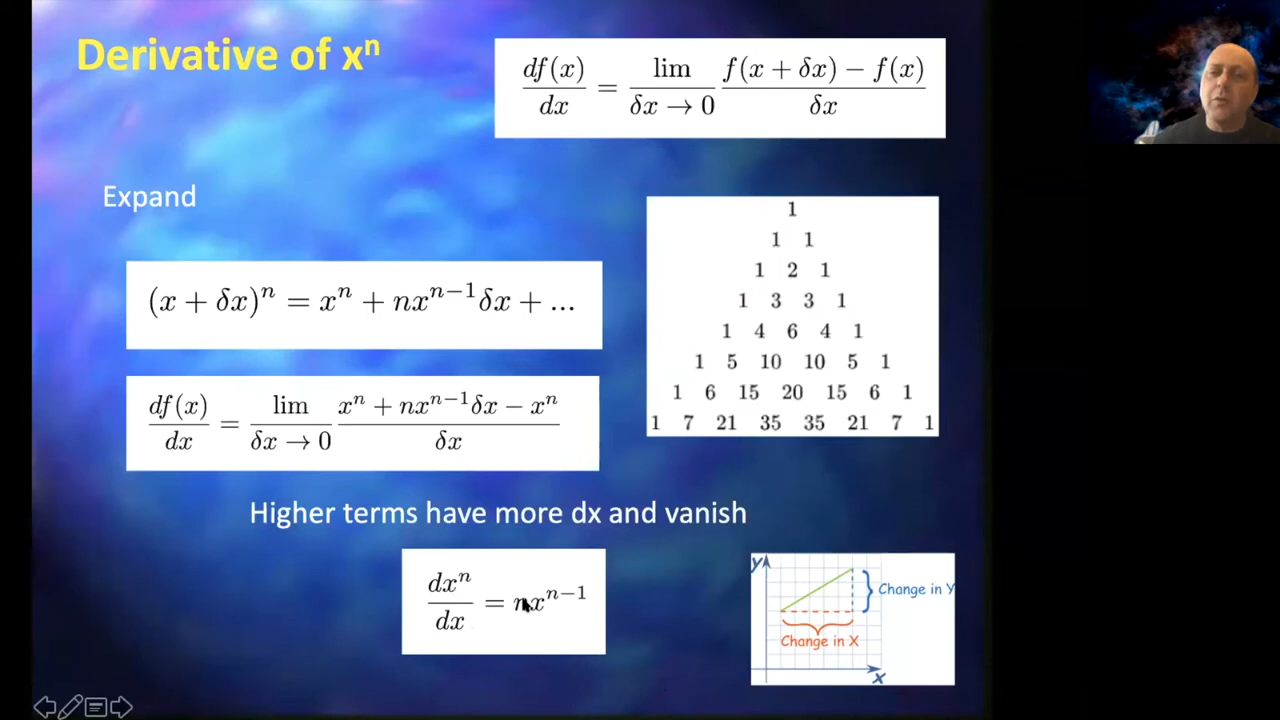 Derivative of xⁿ
df(x)/dx = lim δx → 0 (f(x + δx) − f(x))/δx
Expand
(x + δx)ⁿ = xⁿ + nxⁿ⁻¹δx + ...
df(x)/dx = lim δx → 0 (xⁿ + nxⁿ⁻¹δx − xⁿ)/δx
1
1 1
1 2 1
1 3 3 1
1 4 6 4 1
1 5 10 10 5 1
1 6 15 20 15 6 1
1 7 21 35 35 21 7 1
Higher terms have more dx and vanish
dxⁿ/dx = nxⁿ⁻¹
y
Change in Y
Change in X
x